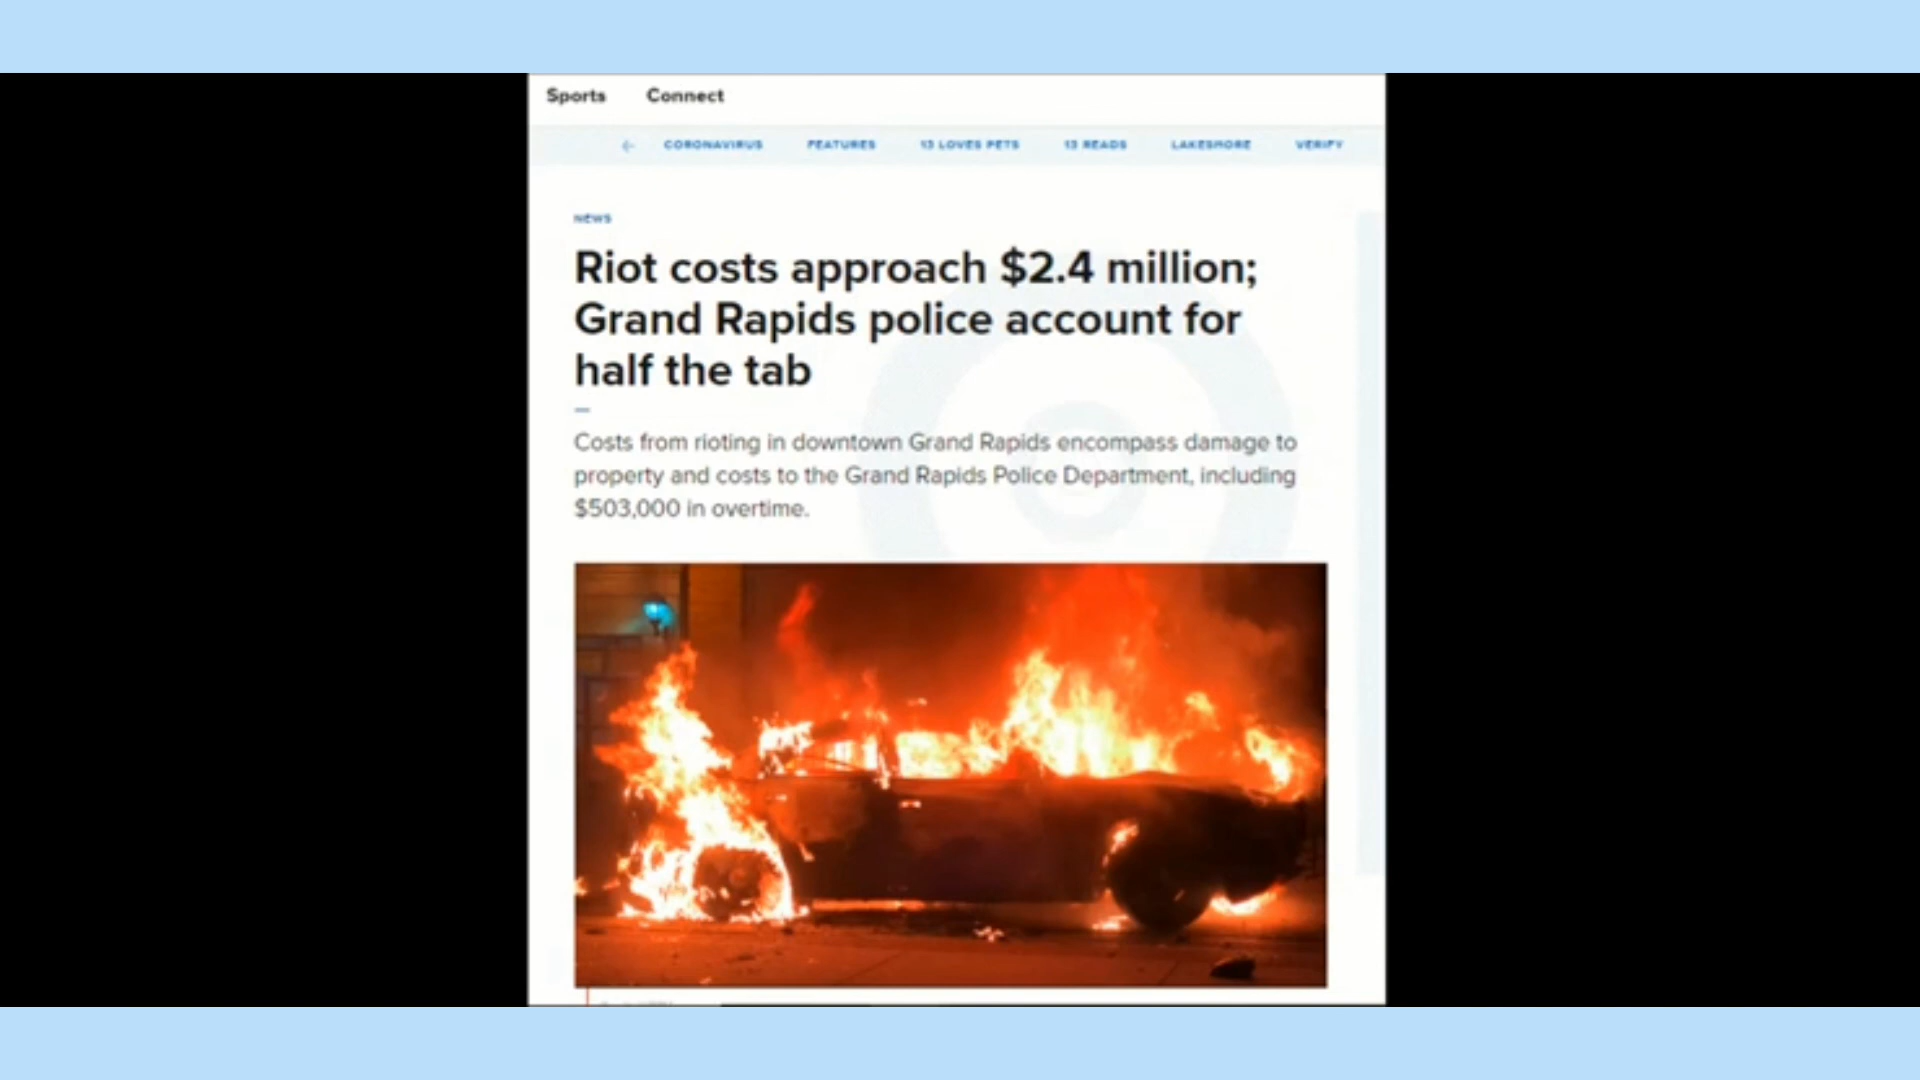 Sports Connect
← CORONAVIRUS FEATURES 13 LOVES PETS 13 READS LAKESHORE VERIFY
NEWS
Riot costs approach $2.4 million;
Grand Rapids police account for
half the tab
Costs from rioting in downtown Grand Rapids encompass damage to
property and costs to the Grand Rapids Police Department, including
$503,000 in overtime.